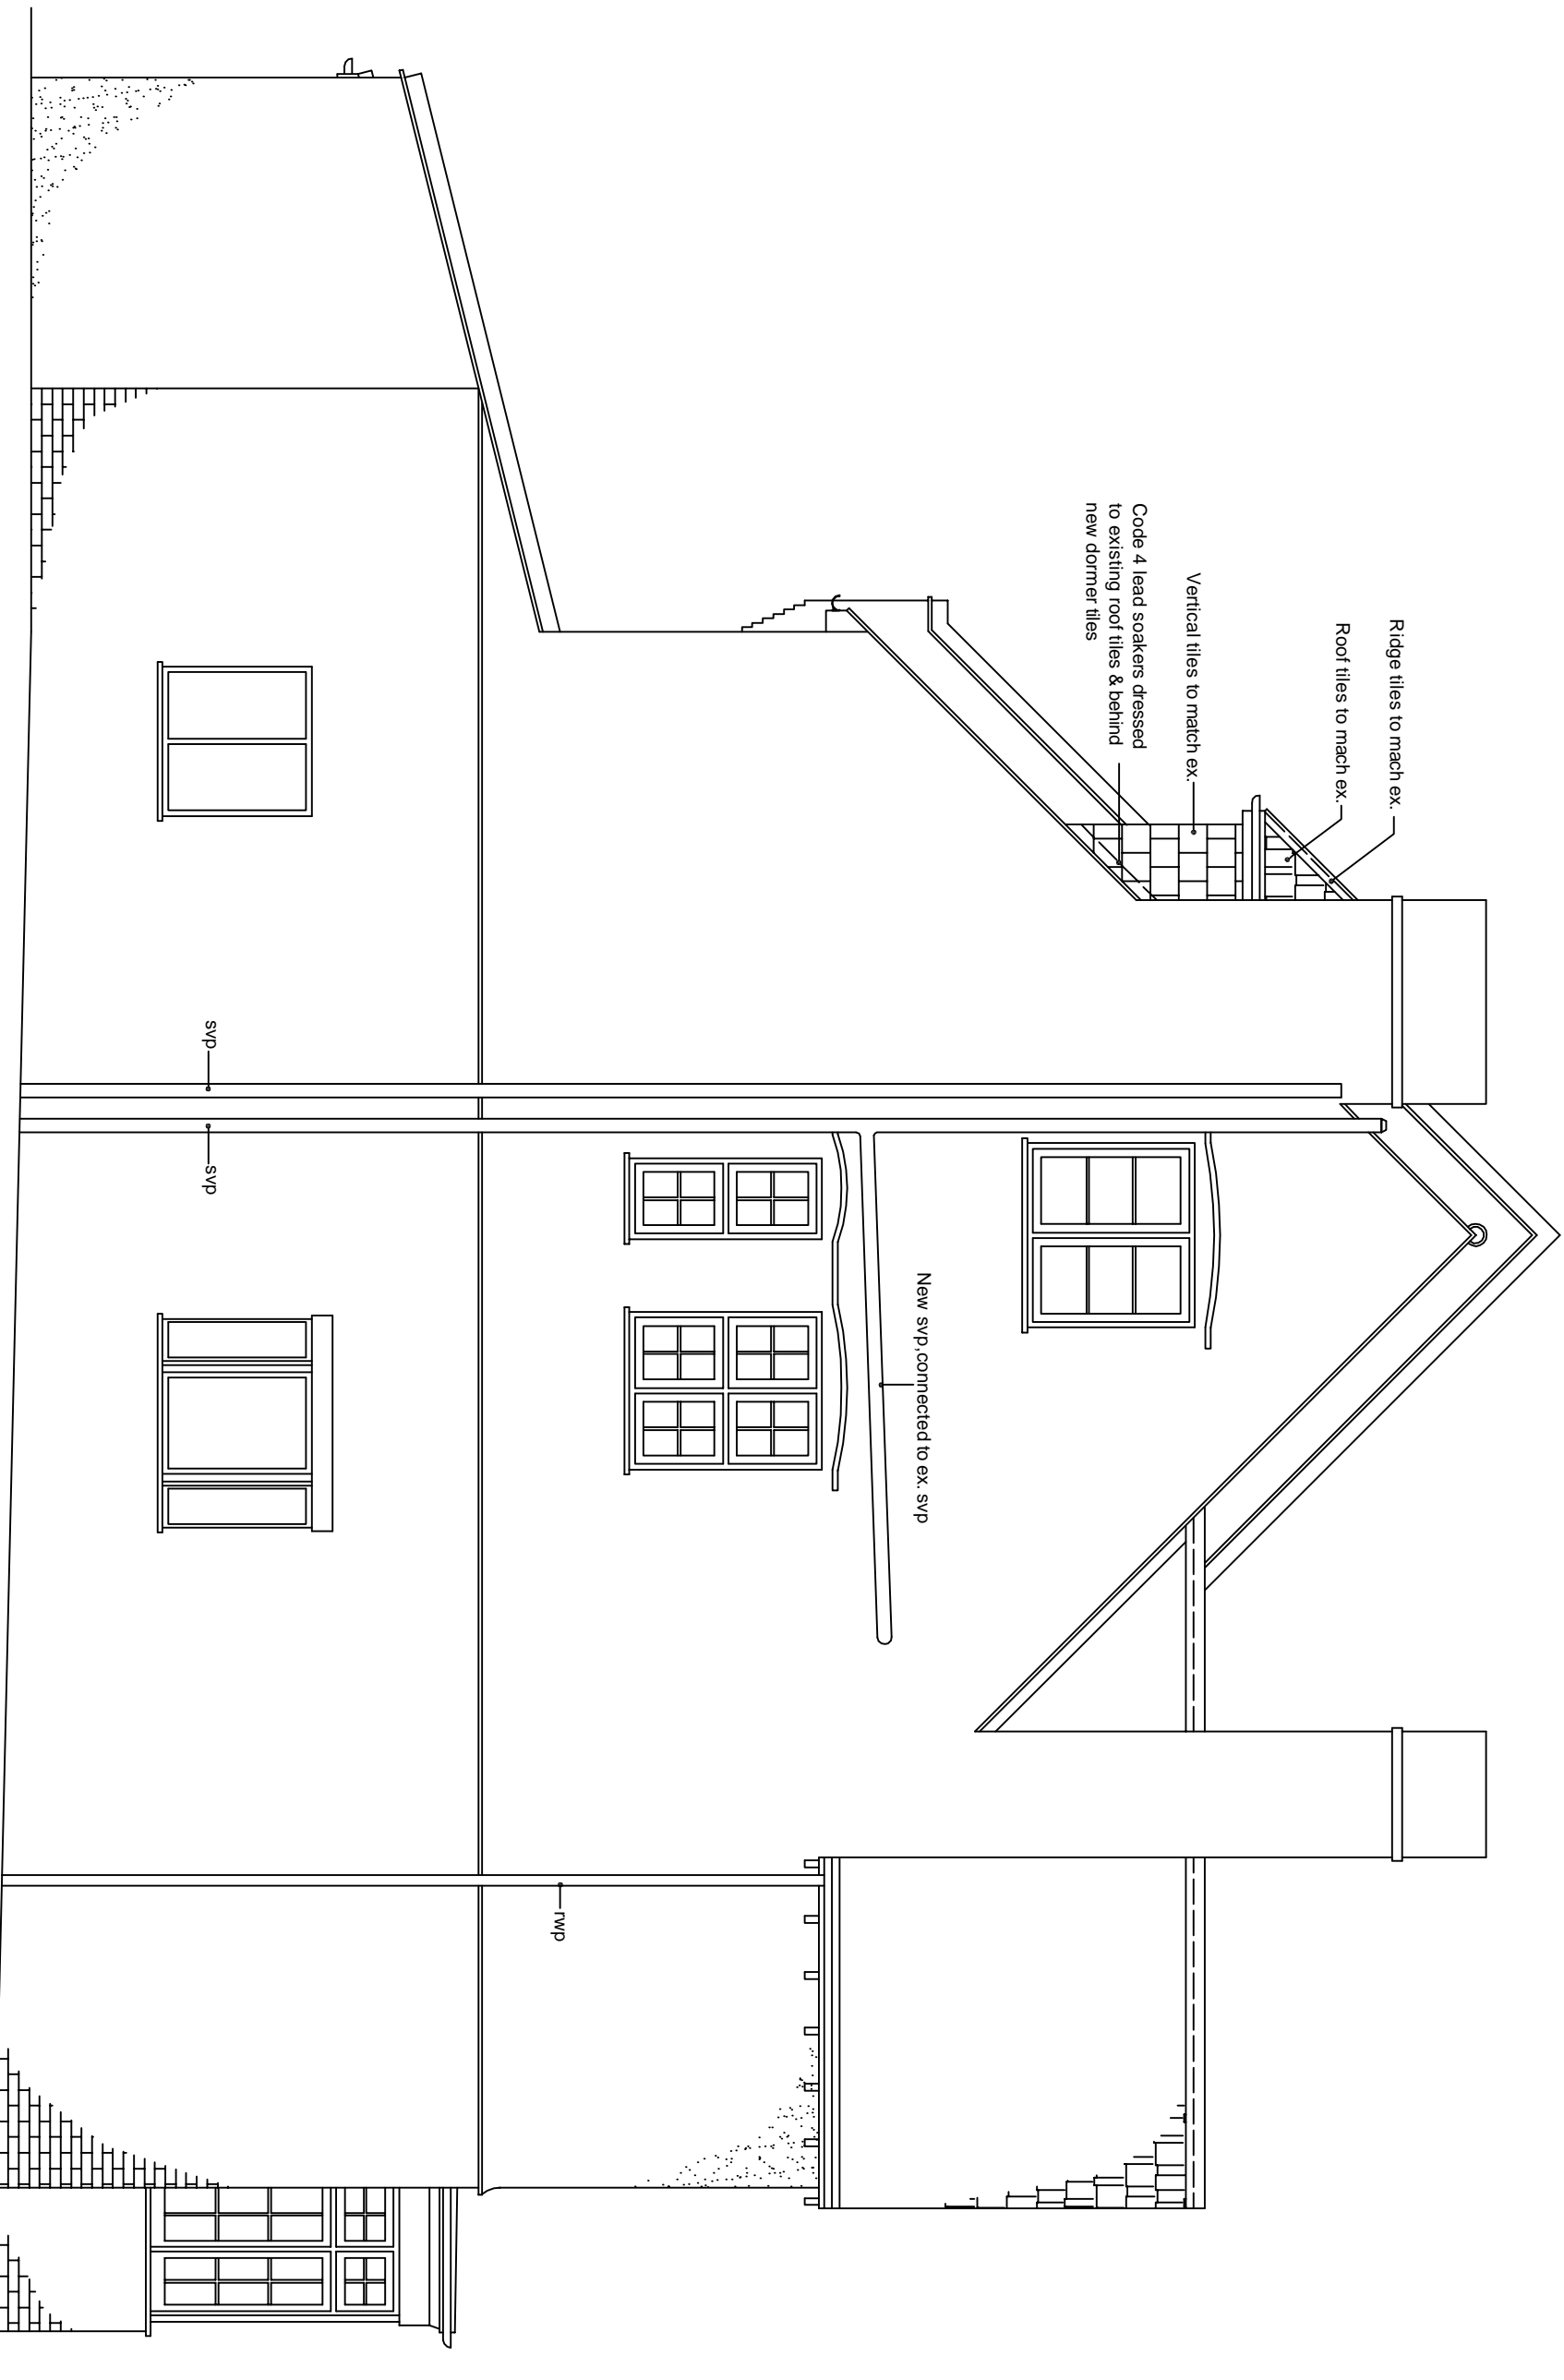 Ridge tiles to mach ex.
Roof tiles to mach ex.
Vertical tiles to match ex.
Code 4 lead soakers dressed
to existing roof tiles & behind
new dormer tiles
New svp,connected to ex. svp
rwp
svp
svp